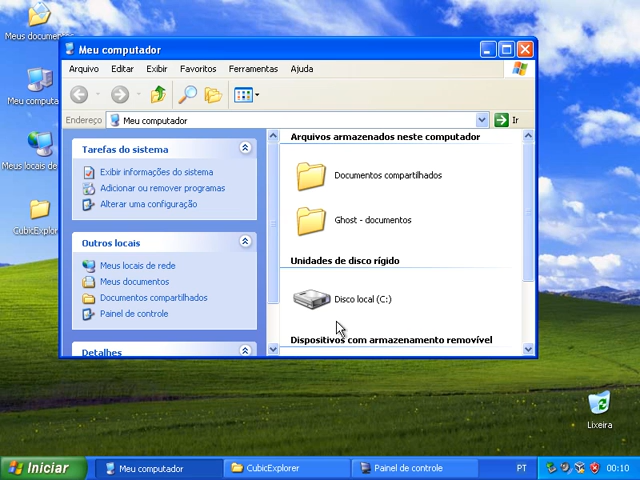 Meus documen
Meu computa
Meus locais de
CubicExplor
Meu computador
Arquivo Editar Exibir Favoritos Ferramentas Ajuda
Endereço Meu computador Ir
Tarefas do sistema
Exibir informações do sistema
Adicionar ou remover programas
Alterar uma configuração
Outros locais
Meus locais de rede
Meus documentos
Documentos compartilhados
Painel de controle
Detalhes
Arquivos armazenados neste computador
Documentos compartilhados
Ghost - documentos
Unidades de disco rígido
Disco local (C:)
Dispositivos com armazenamento removível
Lixeira
Iniciar Meu computador CubicExplorer Painel de controle PT 00:10